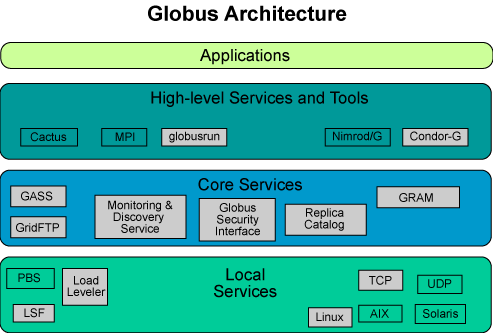 Globus Architecture
Applications
High-level Services and Tools
Cactus
MPI
globusrun
Nimrod/G
Condor-G
Core Services
GASS
GridFTP
Monitoring &
Discovery
Service
Globus
Security
Interface
Replica
Catalog
GRAM
Local
Services
PBS
Load
Leveler
LSF
TCP
UDP
Linux
AIX
Solaris